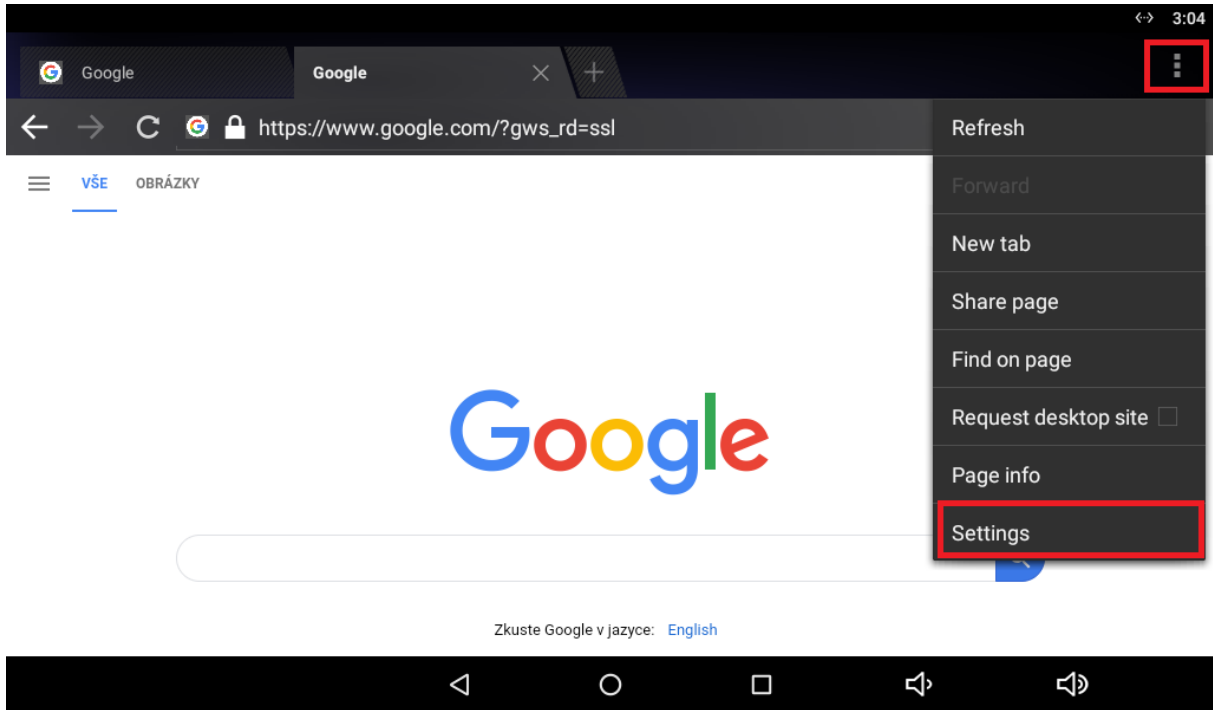 3:04
Google
Google
https://www.google.com/?gws_rd=ssl
VŠE OBRÁZKY
Refresh
Forward
New tab
Share page
Find on page
Request desktop site
Page info
Settings
Google
Zkuste Google v jazyce: English